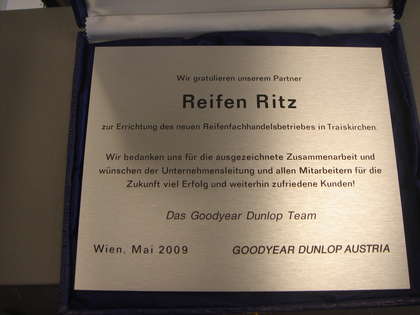 Wir gratulieren unserem Partner
Reifen Ritz
zur Errichtung des neuen Reifenfachhandelsbetriebes in Traiskirchen.
Wir bedanken uns für die ausgezeichnete Zusammenarbeit und
wünschen der Unternehmensleitung und allen Mitarbeitern für die
Zukunft viel Erfolg und weiterhin zufriedene Kunden!
Das Goodyear Dunlop Team
Wien, Mai 2009 GOODYEAR DUNLOP AUSTRIA